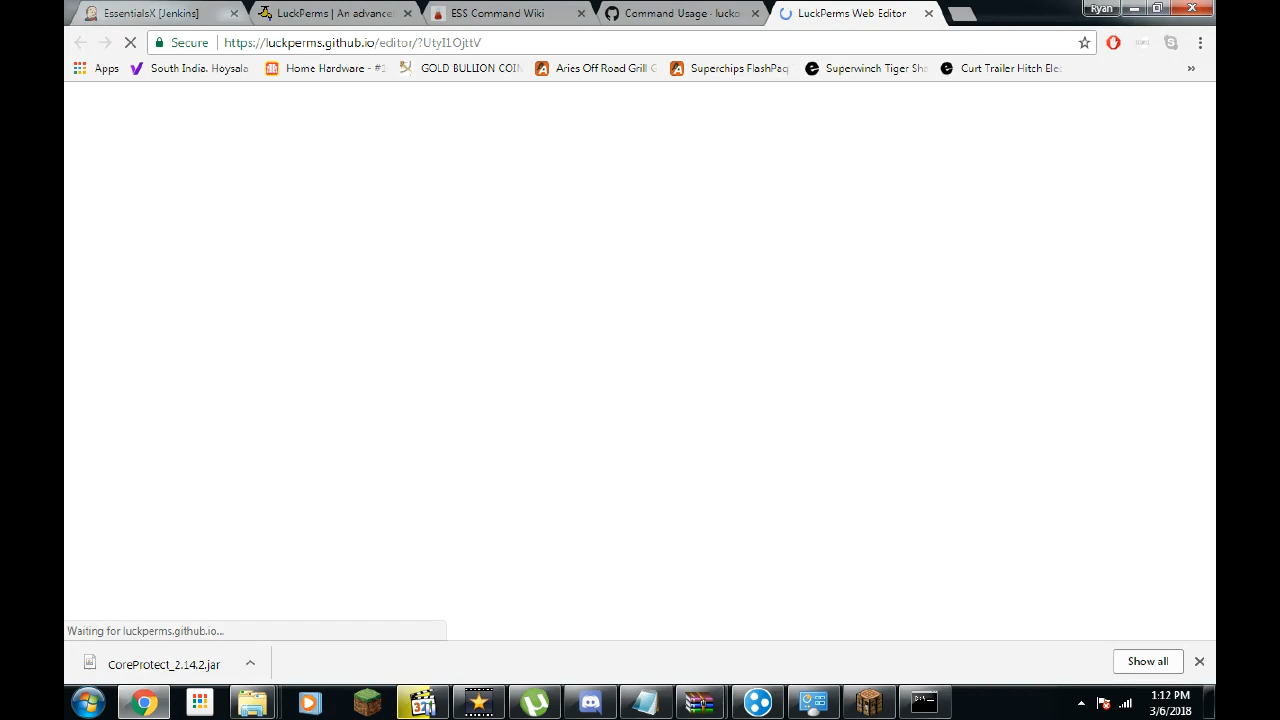 EssentialsX [Jenkins]
LuckPerms | An advance
ESS Command Wiki
Command Usage · lucko
LuckPerms Web Editor
Ryan
Secure
https://luckperms.github.io/editor/?UtyI1OjttV
Apps
South India. Hoysala
Home Hardware - #1
GOLD BULLION COIN
Aries Off Road Grill G
Superchips FlashPaq
Superwinch Tiger Sha
Curt Trailer Hitch Ele
»
Waiting for luckperms.github.io...
CoreProtect_2.14.2.jar
Show all
321
1:12 PM
3/6/2018